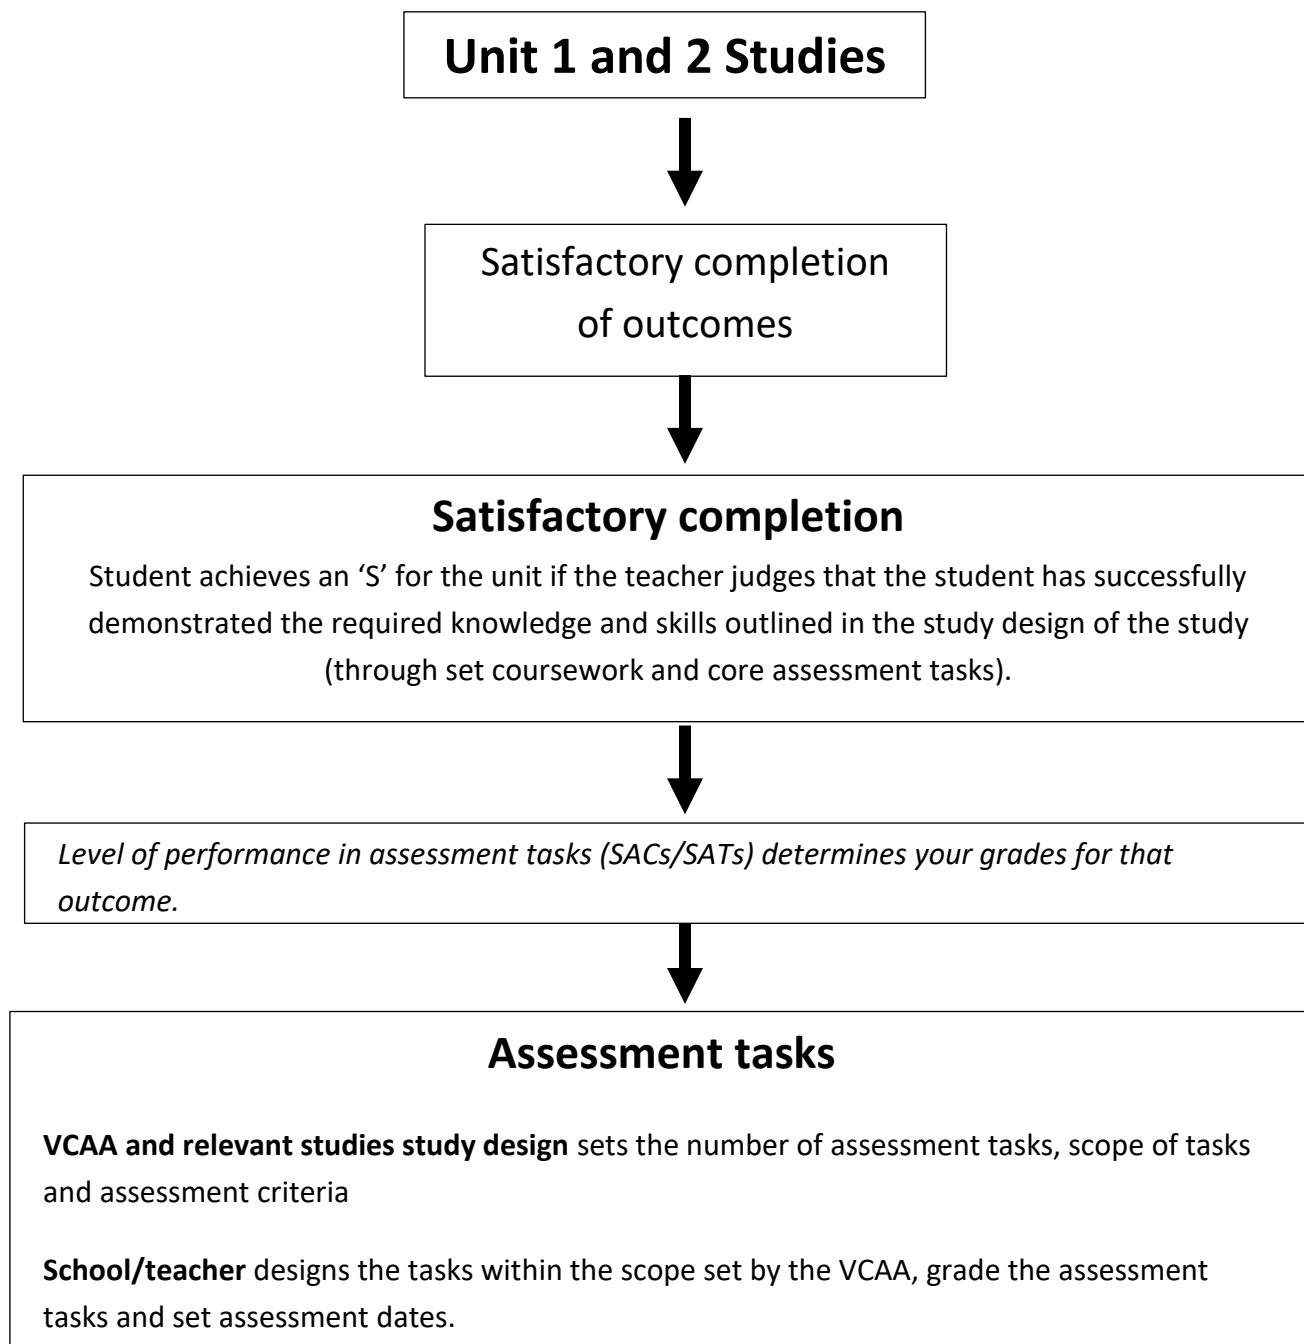 Unit 1 and 2 Studies
Satisfactory completion
of outcomes
Satisfactory completion
Student achieves an ‘S’ for the unit if the teacher judges that the student has successfully
demonstrated the required knowledge and skills outlined in the study design of the study
(through set coursework and core assessment tasks).
Level of performance in assessment tasks (SACs/SATs) determines your grades for that
outcome.
Assessment tasks
VCAA and relevant studies study design sets the number of assessment tasks, scope of tasks
and assessment criteria
School/teacher designs the tasks within the scope set by the VCAA, grade the assessment
tasks and set assessment dates.